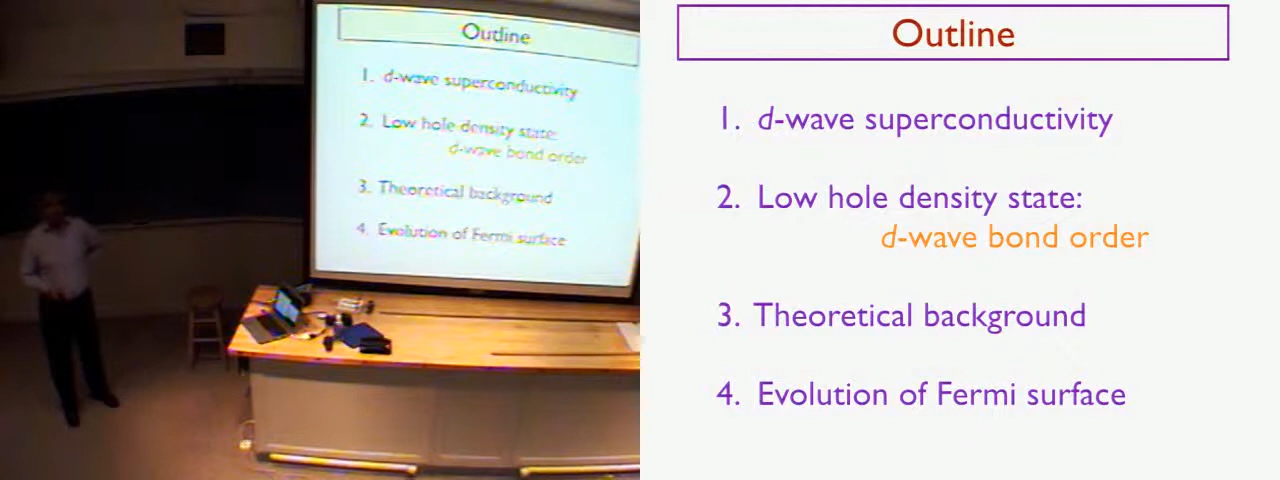 Outline
1. d-wave superconductivity
2. Low hole density state:
d-wave bond order
3. Theoretical background
4. Evolution of Fermi surface
Outline
1. d-wave superconductivity
2. Low hole density state:
d-wave bond order
3. Theoretical background
4. Evolution of Fermi surface